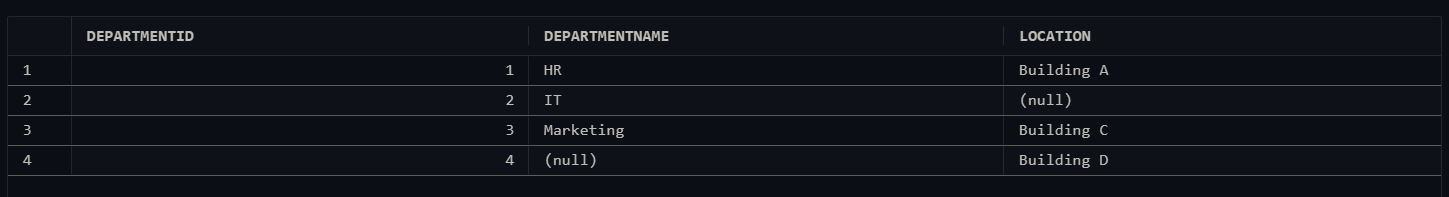 DEPARTMENTID DEPARTMENTNAME LOCATION
1 1 HR Building A
2 2 IT (null)
3 3 Marketing Building C
4 4 (null) Building D